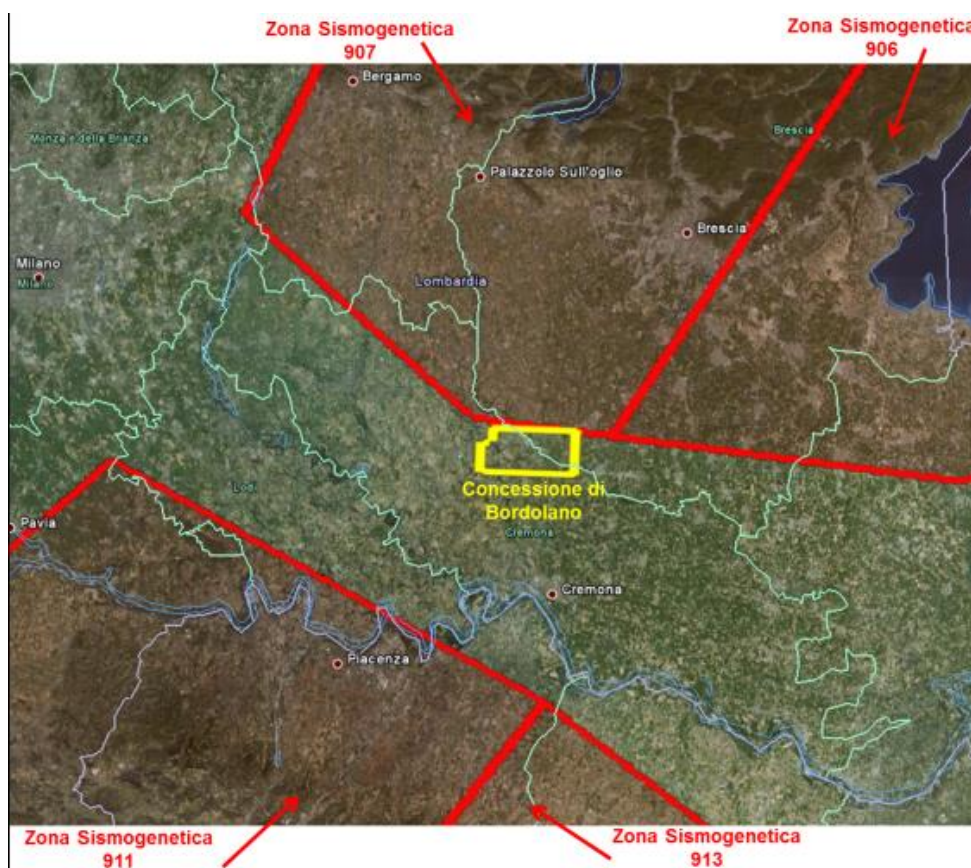 Zona Sismogenetica
907
Zona Sismogenetica
906
Bergamo
Monza e della Brianza
Brescia
Palazzolo Sull'oglio
Brescia
Milano
Milano
Lombardia
Concessione di
Bordolano
Lodi
Cremona
Pavia
Cremona
Piacenza
Zona Sismogenetica
911
Zona Sismogenetica
913